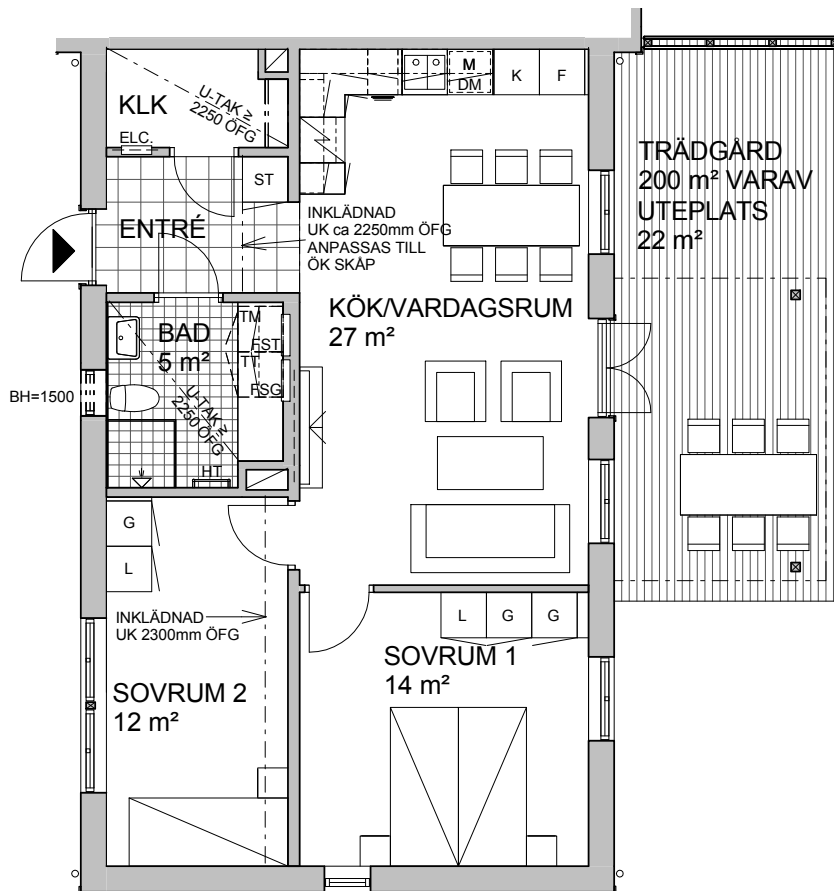 KLK
U-TAK ≥
2250 ÖFG
ELC.
ST
M
DM
K
F
TRÄDGÅRD
200 m² VARAV
UTEPLATS
22 m²
ENTRÉ
INKLÄDNAD
UK ca 2250mm ÖFG
ANPASSAS TILL
ÖK SKÅP
KÖK/VARDAGSRUM
27 m²
BAD
5 m²
TM
FST
TT
FSG
U-TAK ≥
2250 ÖFG
BH=1500
HT
G
L
INKLÄDNAD
UK 2300mm ÖFG
L
G
G
SOVRUM 1
14 m²
SOVRUM 2
12 m²